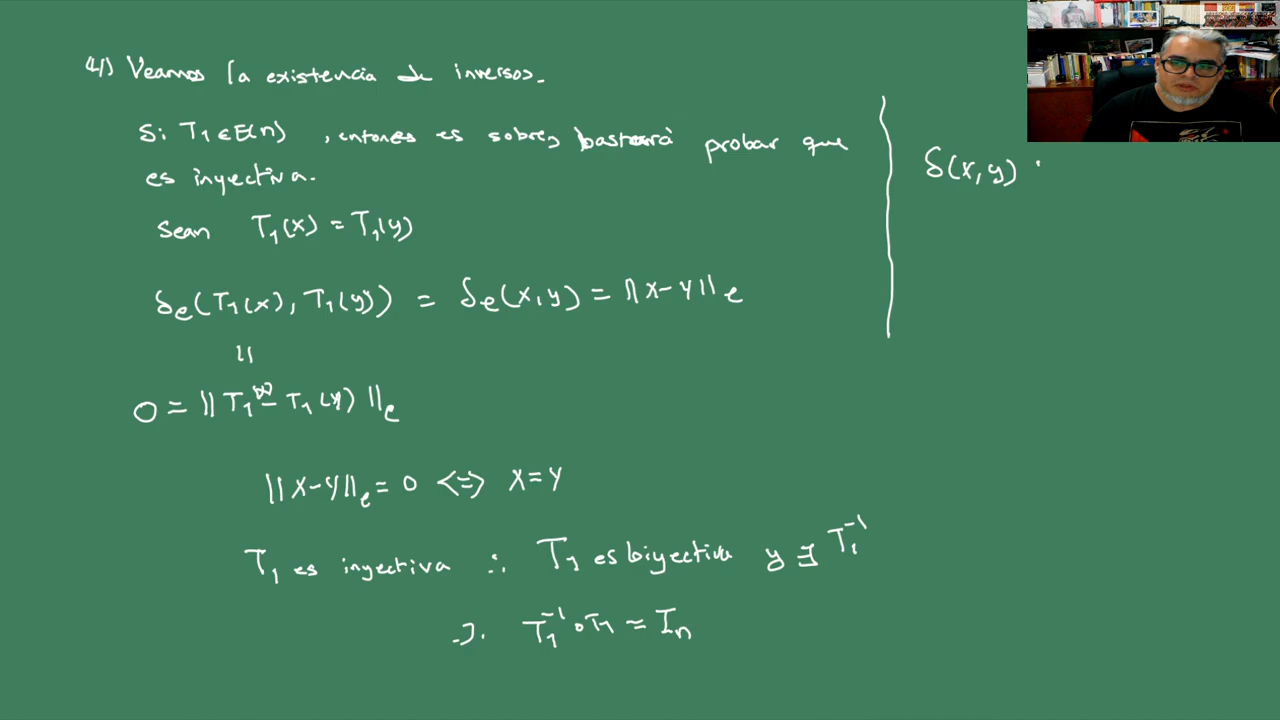 4) Veamos la existencia de inversos.
Si T₁ ∈ E(n), entonces es sobre, bastará probar que
es inyectiva.
Sean T₁(x) = T₁(y)
δₑ(T₁(x), T₁(y)) = δₑ(x, y) = ||x-y||ₑ
||
0 = ||T₁(x) - T₁(y)||ₑ
||x-y||ₑ = 0 <=> x = y
T₁ es inyectiva ∴ T₁ es biyectiva y ∃ T₁⁻¹
∴ T₁⁻¹ ∘ T₁ = Iₙ
δ(x, y)